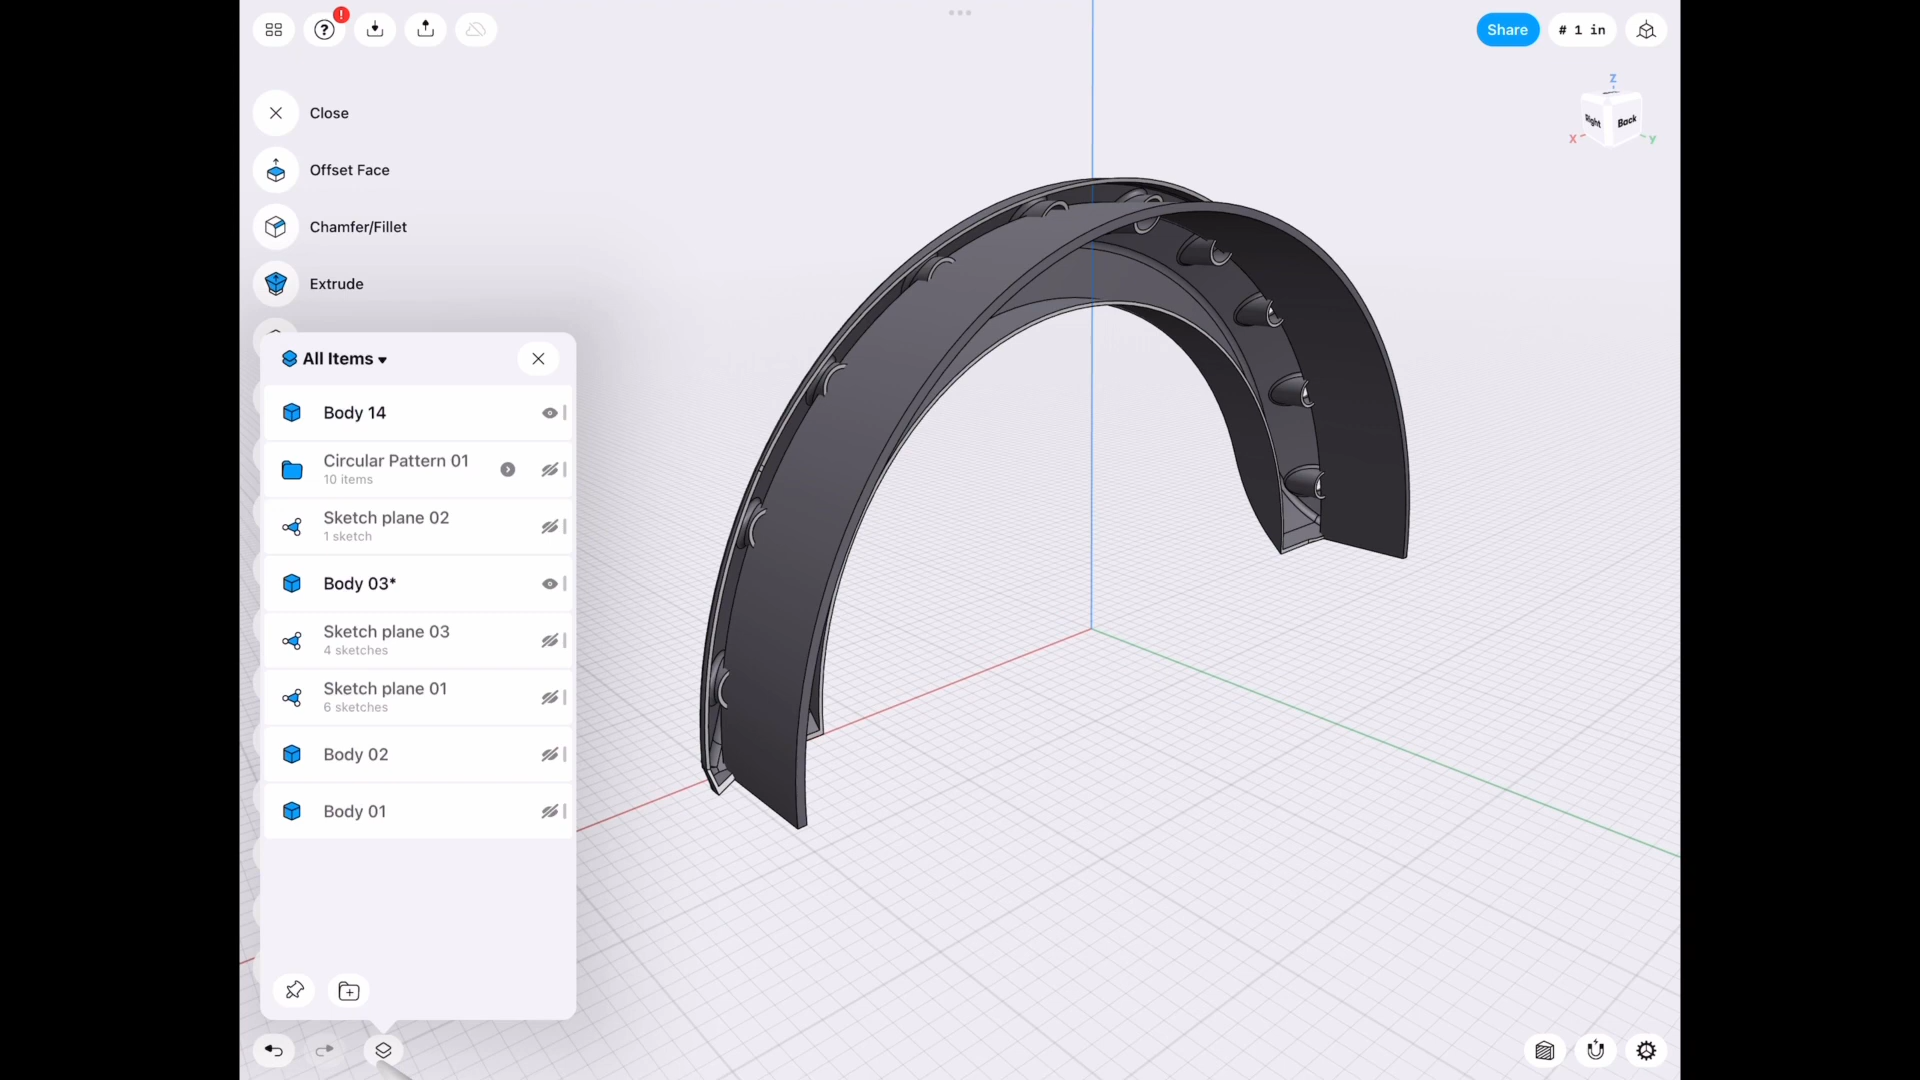 ?
!
Share
# 1 in
Z
Right
Back
X
Y
Close
Offset Face
Chamfer/Fillet
Extrude
All Items
Body 14
Circular Pattern 01
10 items
Sketch plane 02
1 sketch
Body 03*
Sketch plane 03
4 sketches
Sketch plane 01
6 sketches
Body 02
Body 01